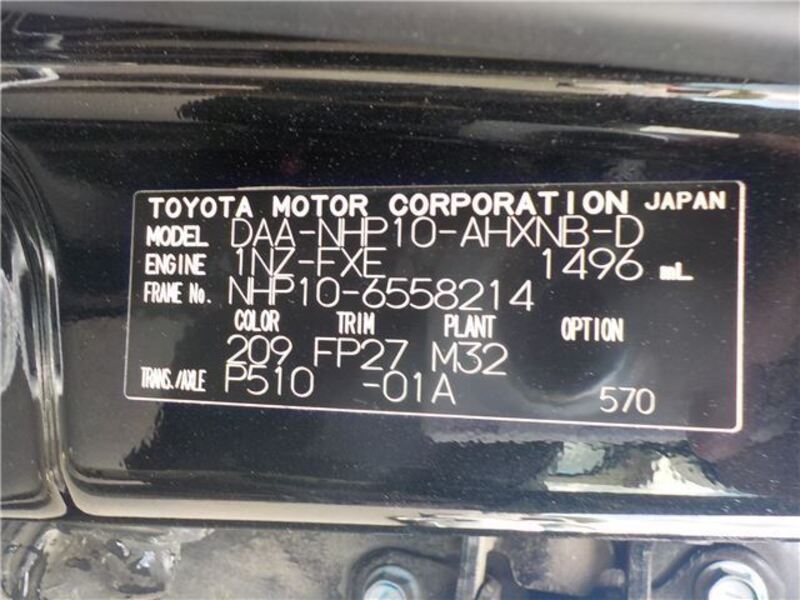 TOYOTA MOTOR CORPORATION JAPAN
MODEL DAA-NHP10-AHXNB-D
ENGINE 1NZ-FXE 1496 mL
FRAME No. NHP10-6558214
COLOR TRIM PLANT OPTION
209 FP27 M32
TRANS./AXLE P510 -01A 570